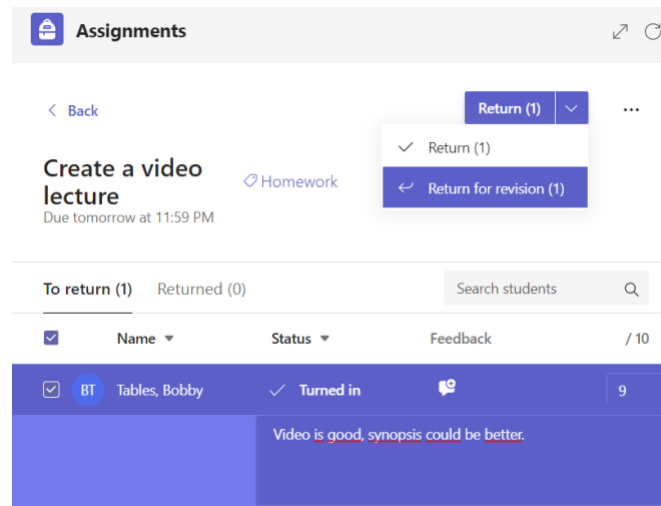 Assignments
Back
Return (1)
Return (1)
Return for revision (1)
Create a video
lecture
Homework
Due tomorrow at 11:59 PM
To return (1) Returned (0) Search students
Name Status Feedback / 10
BT Tables, Bobby Turned in 9
Video is good, synopsis could be better.